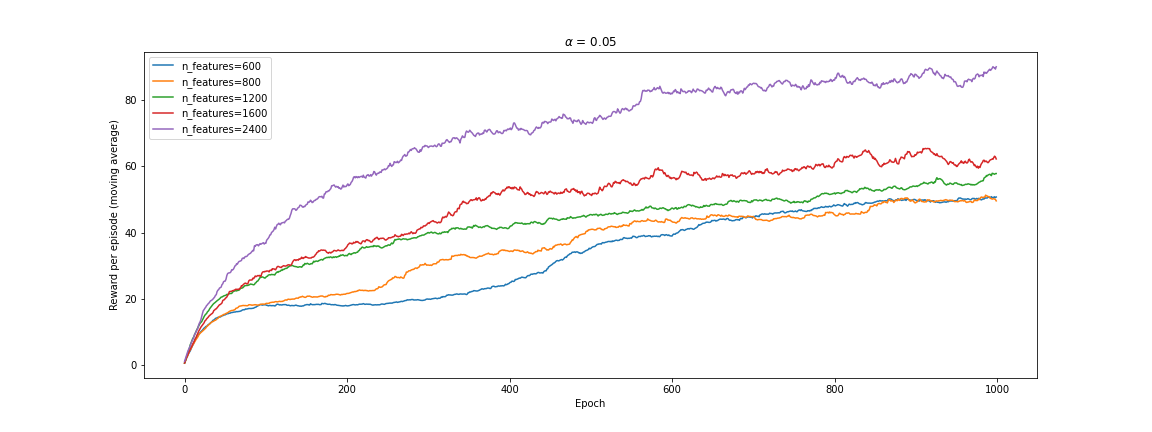 α = 0.05
n_features=600
n_features=800
n_features=1200
n_features=1600
n_features=2400
Reward per episode (moving average)
80
60
40
20
0
0 200 400 600 800 1000
Epoch